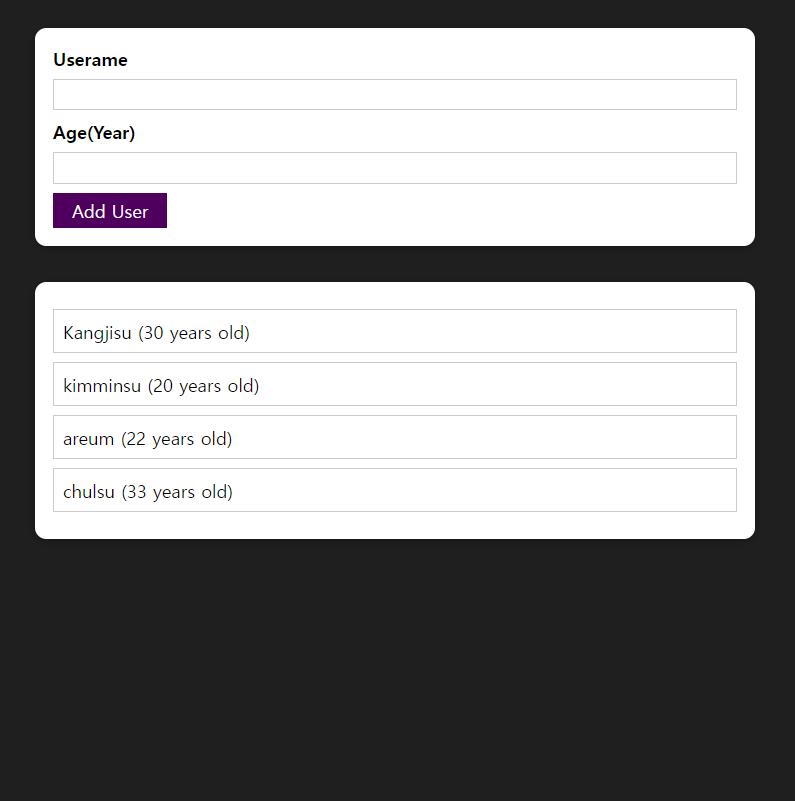 Userame
Age(Year)
Add User
Kangjisu (30 years old)
kimminsu (20 years old)
areum (22 years old)
chulsu (33 years old)